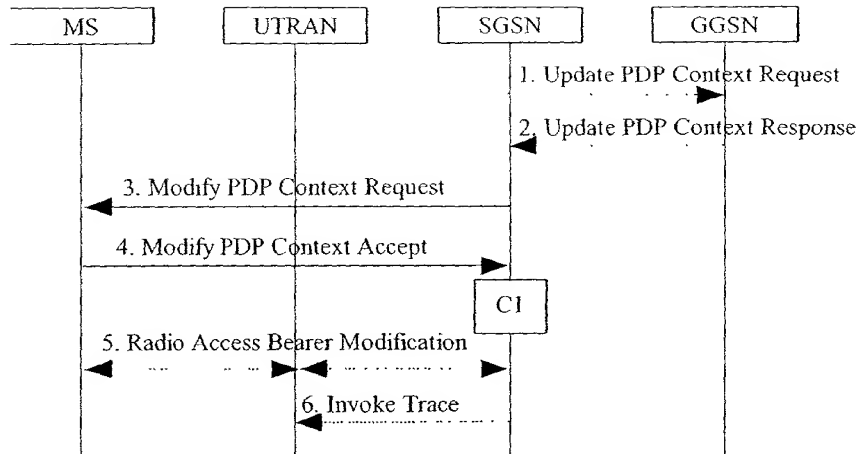 MS UTRAN SGSN GGSN
1. Update PDP Context Request
2. Update PDP Context Response
3. Modify PDP Context Request
4. Modify PDP Context Accept
C1
5. Radio Access Bearer Modification
6. Invoke Trace